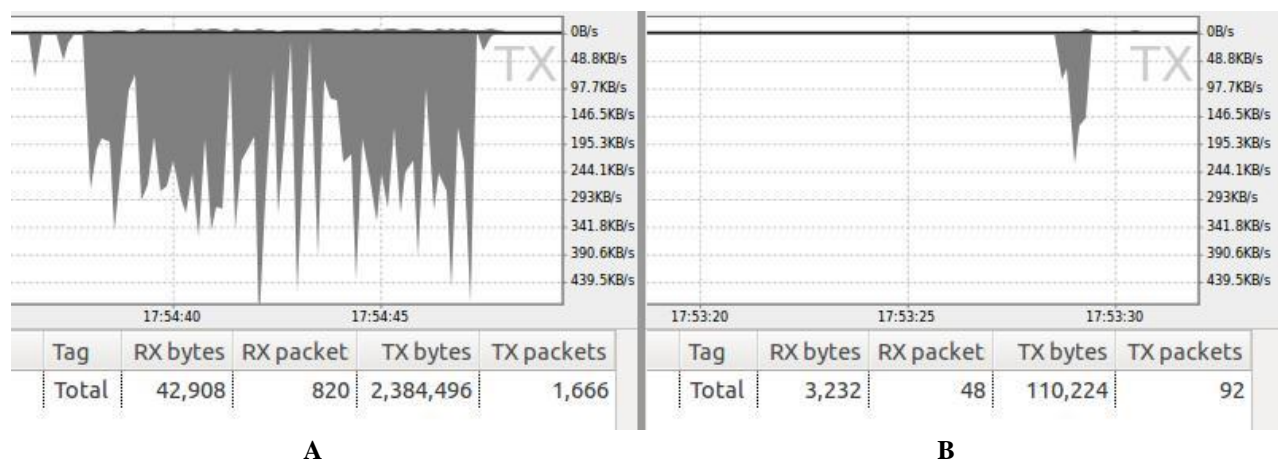 0B/s
48.8KB/s
97.7KB/s
146.5KB/s
195.3KB/s
244.1KB/s
293KB/s
341.8KB/s
390.6KB/s
439.5KB/s
TX
17:54:40 17:54:45
Tag RX bytes RX packet TX bytes TX packets
Total 42,908 820 2,384,496 1,666
A
0B/s
48.8KB/s
97.7KB/s
146.5KB/s
195.3KB/s
244.1KB/s
293KB/s
341.8KB/s
390.6KB/s
439.5KB/s
TX
17:53:20 17:53:25 17:53:30
Tag RX bytes RX packet TX bytes TX packets
Total 3,232 48 110,224 92
B